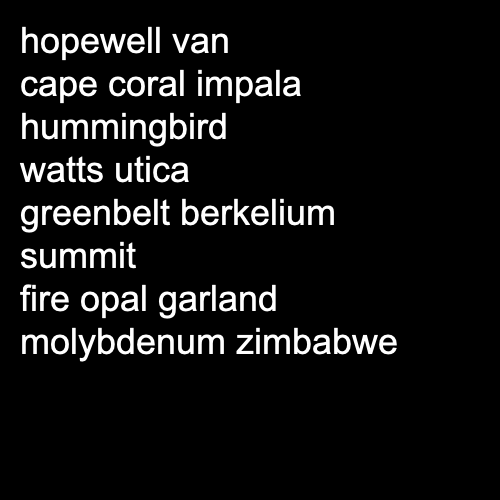 hopewell van
cape coral impala
hummingbird
watts utica
greenbelt berkelium
summit
fire opal garland
molybdenum zimbabwe